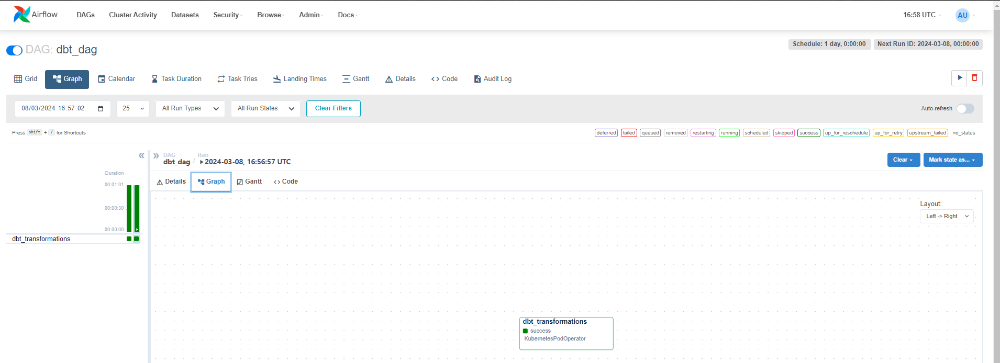 Airflow DAGs Cluster Activity Datasets Security Browse Admin Docs 16:58 UTC AU
DAG: dbt_dag Schedule: 1 day, 0:00:00 Next Run ID: 2024-03-08, 00:00:00
Grid Graph Calendar Task Duration Task Tries Landing Times Gantt Details Code Audit Log
08/03/2024 16:57:02 25 All Run Types All Run States Clear Filters Auto-refresh
Press shift + / for Shortcuts deferred failed queued removed restarting running scheduled skipped success up_for_reschedule up_for_retry upstream_failed no_status
DAG Run
dbt_dag / 2024-03-08, 16:56:57 UTC Clear Mark state as...
Duration
Details Graph Gantt Code
00:01:01
00:00:30
00:00:00
dbt_transformations
Layout:
Left -> Right
dbt_transformations
success
KubernetesPodOperator